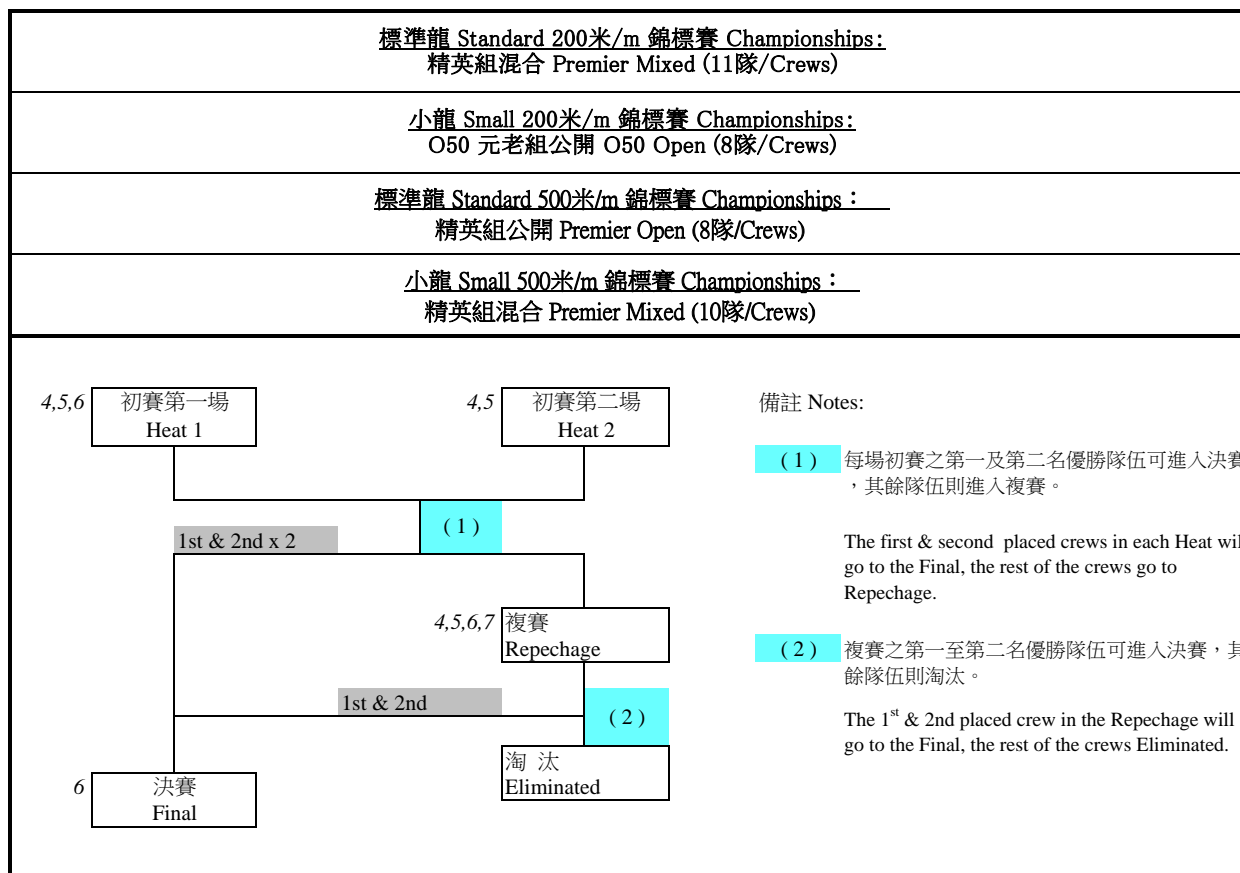 標準龍 Standard 200米/m 錦標賽 Championships:
精英組混合 Premier Mixed (11隊/Crews)
小龍 Small 200米/m 錦標賽 Championships:
O50 元老組公開 O50 Open (8隊/Crews)
標準龍 Standard 500米/m 錦標賽 Championships：
精英組公開 Premier Open (8隊/Crews)
小龍 Small 500米/m 錦標賽 Championships：
精英組混合 Premier Mixed (10隊/Crews)
4,5,6 初賽第一場
Heat 1
4,5 初賽第二場
Heat 2
備註 Notes:
( 1 ) 每場初賽之第一及第二名優勝隊伍可進入決賽
，其餘隊伍則進入複賽。
( 1 )
1st & 2nd x 2
The first & second placed crews in each Heat will
go to the Final, the rest of the crews go to
Repechage.
4,5,6,7 複賽
Repechage
( 2 ) 複賽之第一至第二名優勝隊伍可進入決賽，其
餘隊伍則淘汰。
1st & 2nd
( 2 )
The 1st & 2nd placed crew in the Repechage will
go to the Final, the rest of the crews Eliminated.
淘 汰
Eliminated
6 決賽
Final